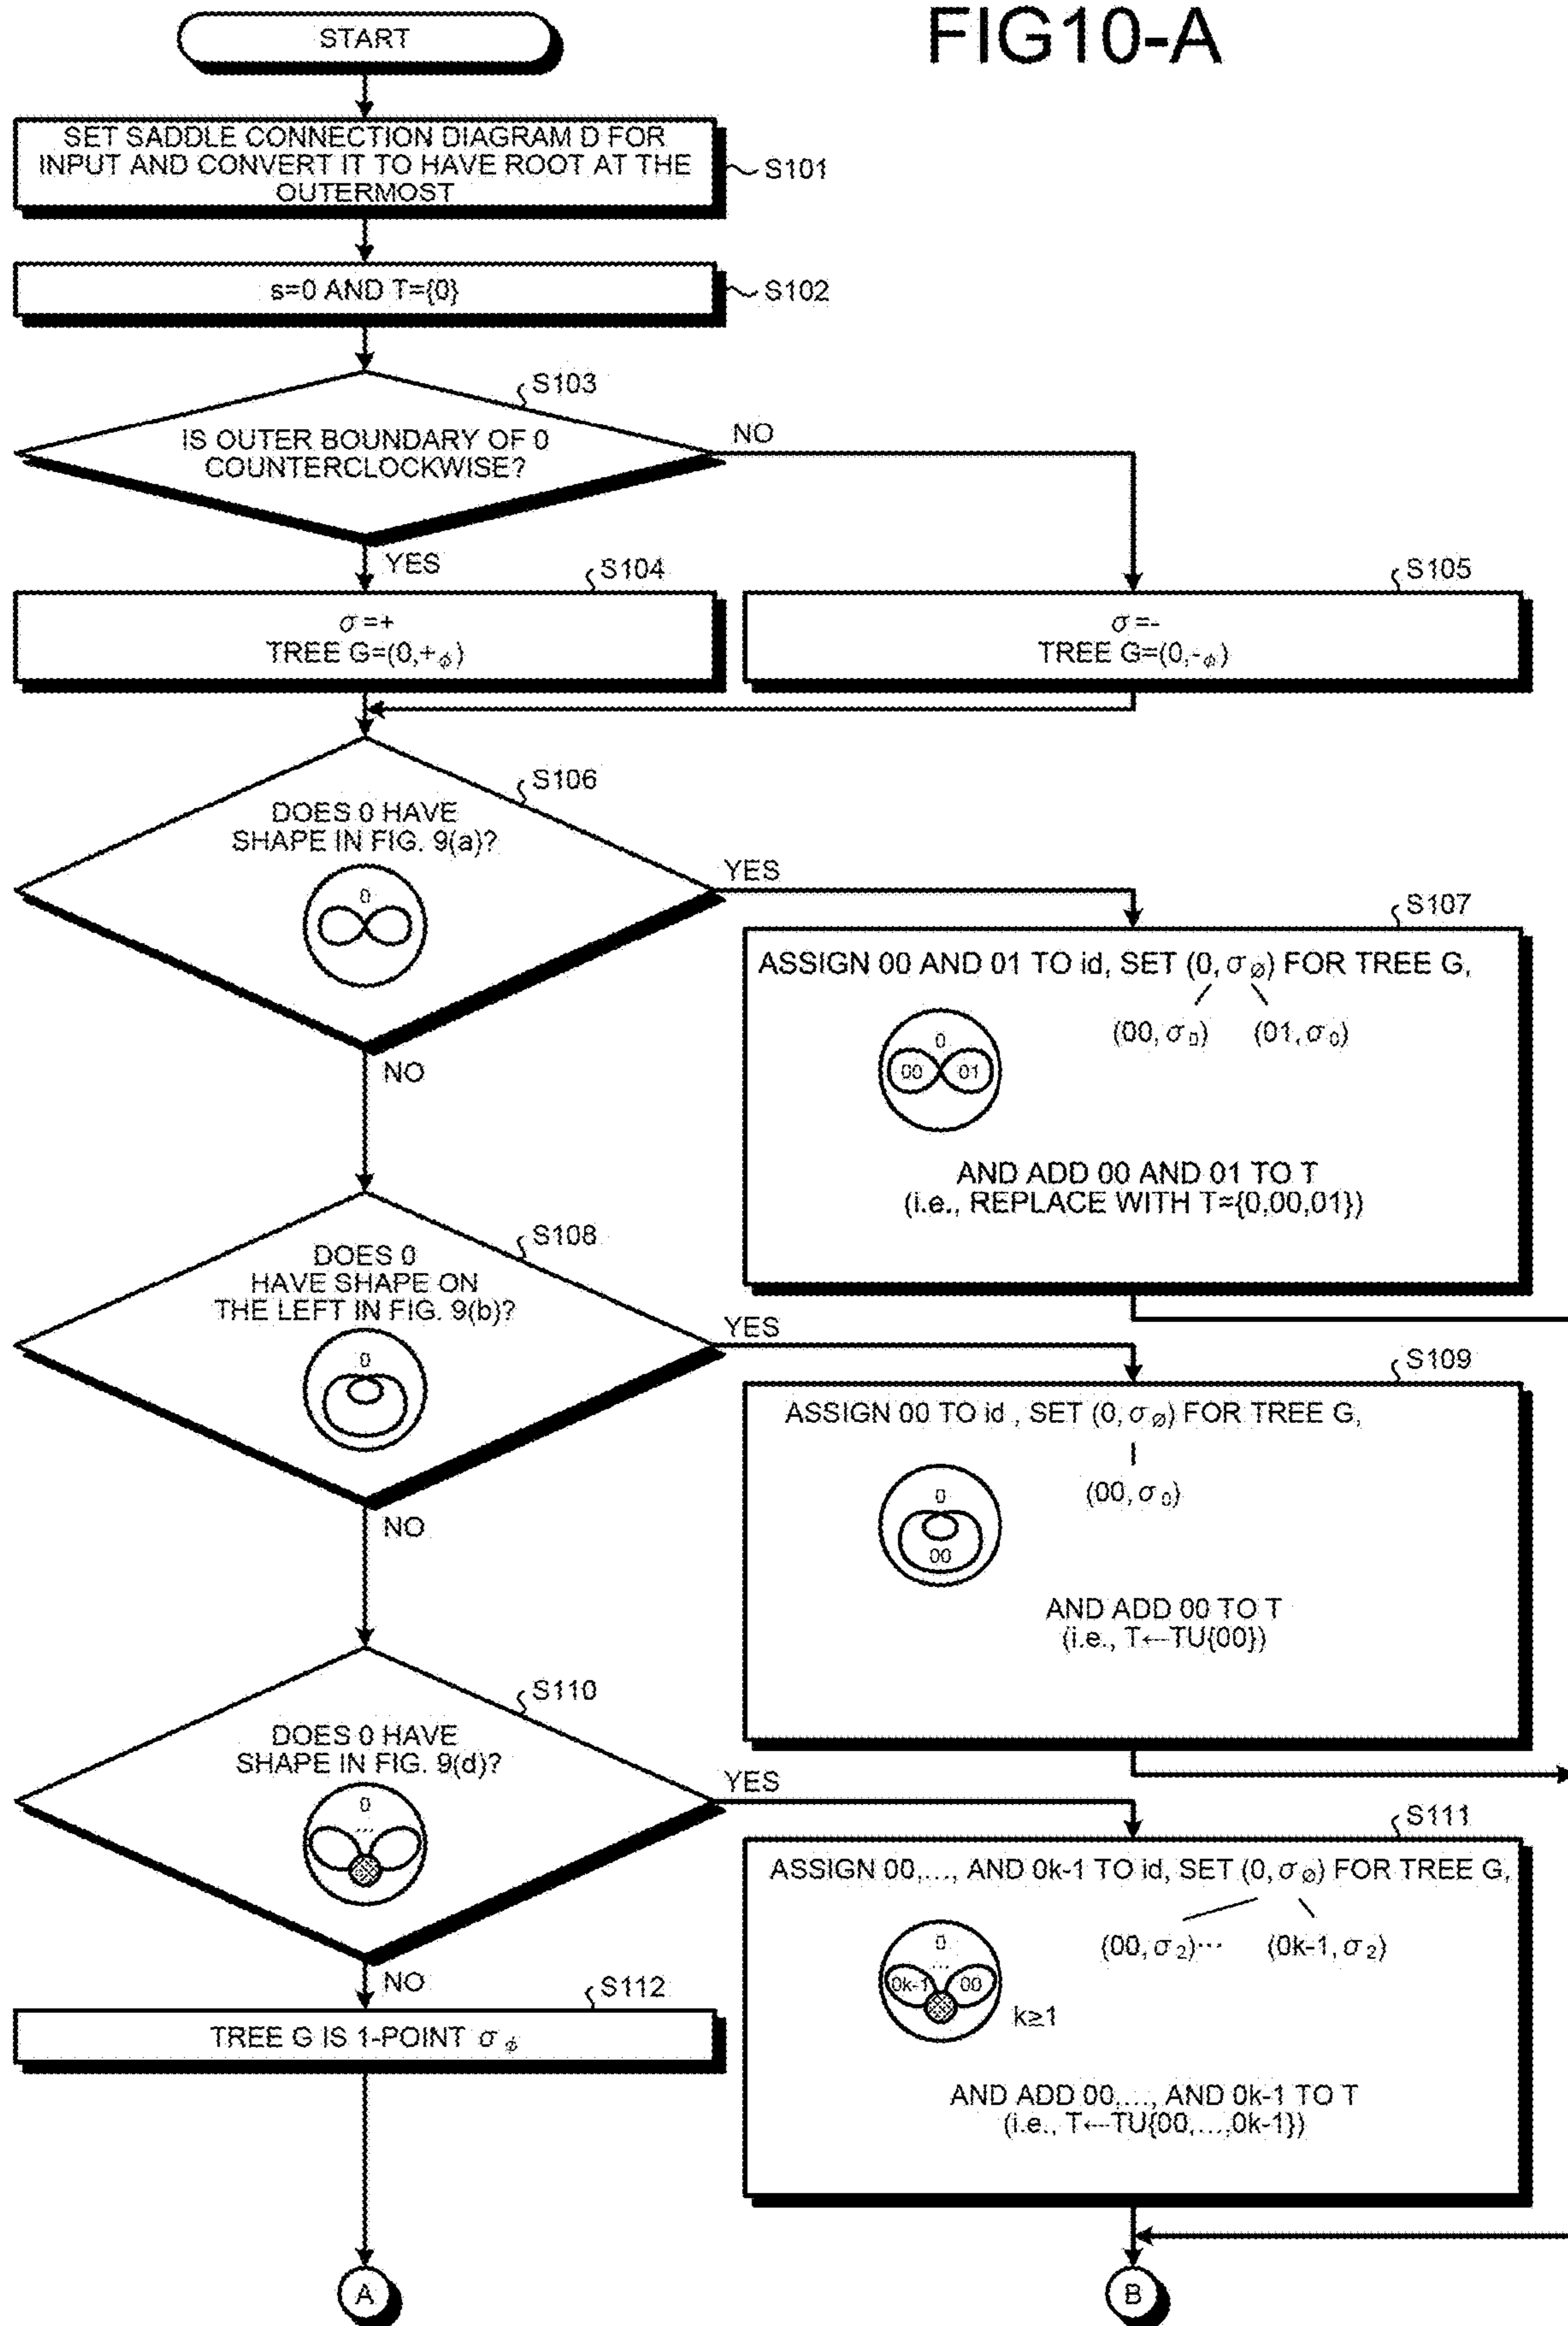 FIG10-A
START
SET SADDLE CONNECTION DIAGRAM D FOR
INPUT AND CONVERT IT TO HAVE ROOT AT THE
OUTERMOST
S101
s=0 AND T={0}
S102
S103
IS OUTER BOUNDARY OF 0
COUNTERCLOCKWISE?
NO
YES
S104
σ=+
TREE G=(0,+ϕ)
S105
σ=-
TREE G=(0,-ϕ)
S106
DOES 0 HAVE
SHAPE IN FIG. 9(a)?
0
YES
NO
S107
ASSIGN 00 AND 01 TO id, SET (0, σ∅) FOR TREE G,
(00, σ0) (01, σ0)
0
00 01
AND ADD 00 AND 01 TO T
(i.e., REPLACE WITH T={0,00,01})
S108
DOES 0
HAVE SHAPE ON
THE LEFT IN FIG. 9(b)?
0
YES
NO
S109
ASSIGN 00 TO id , SET (0, σ∅) FOR TREE G,
(00, σ0)
0
00
AND ADD 00 TO T
(i.e., T←TU{00})
S110
DOES 0 HAVE
SHAPE IN FIG. 9(d)?
0
...
YES
NO
S111
ASSIGN 00,..., AND 0k-1 TO id, SET (0, σ∅) FOR TREE G,
(00, σ2)··· (0k-1, σ2)
0
...
0k-1 00
k≥1
AND ADD 00,..., AND 0k-1 TO T
(i.e., T←TU{00,...,0k-1})
S112
TREE G IS 1-POINT σϕ
A
B